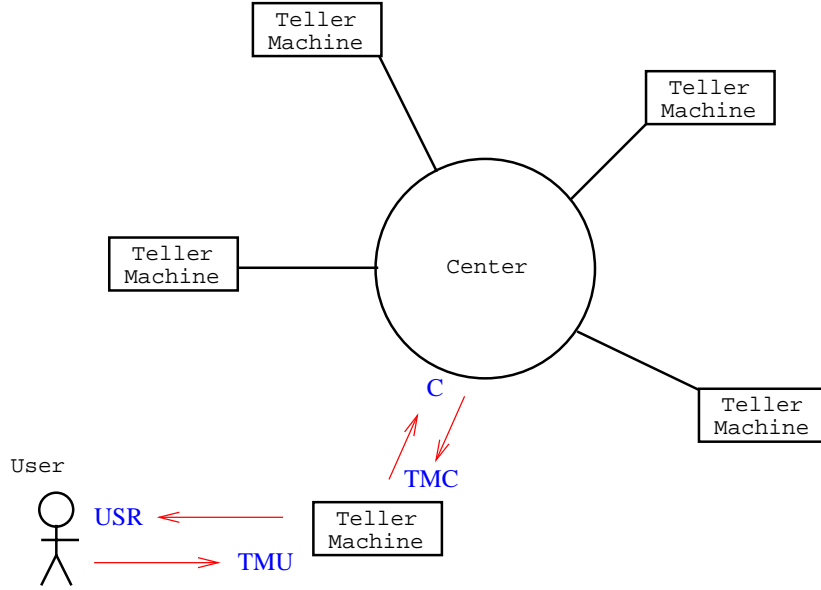 Teller
Machine
Teller
Machine
Teller
Machine
Center
C
Teller
Machine
User
TMC
USR
Teller
Machine
TMU